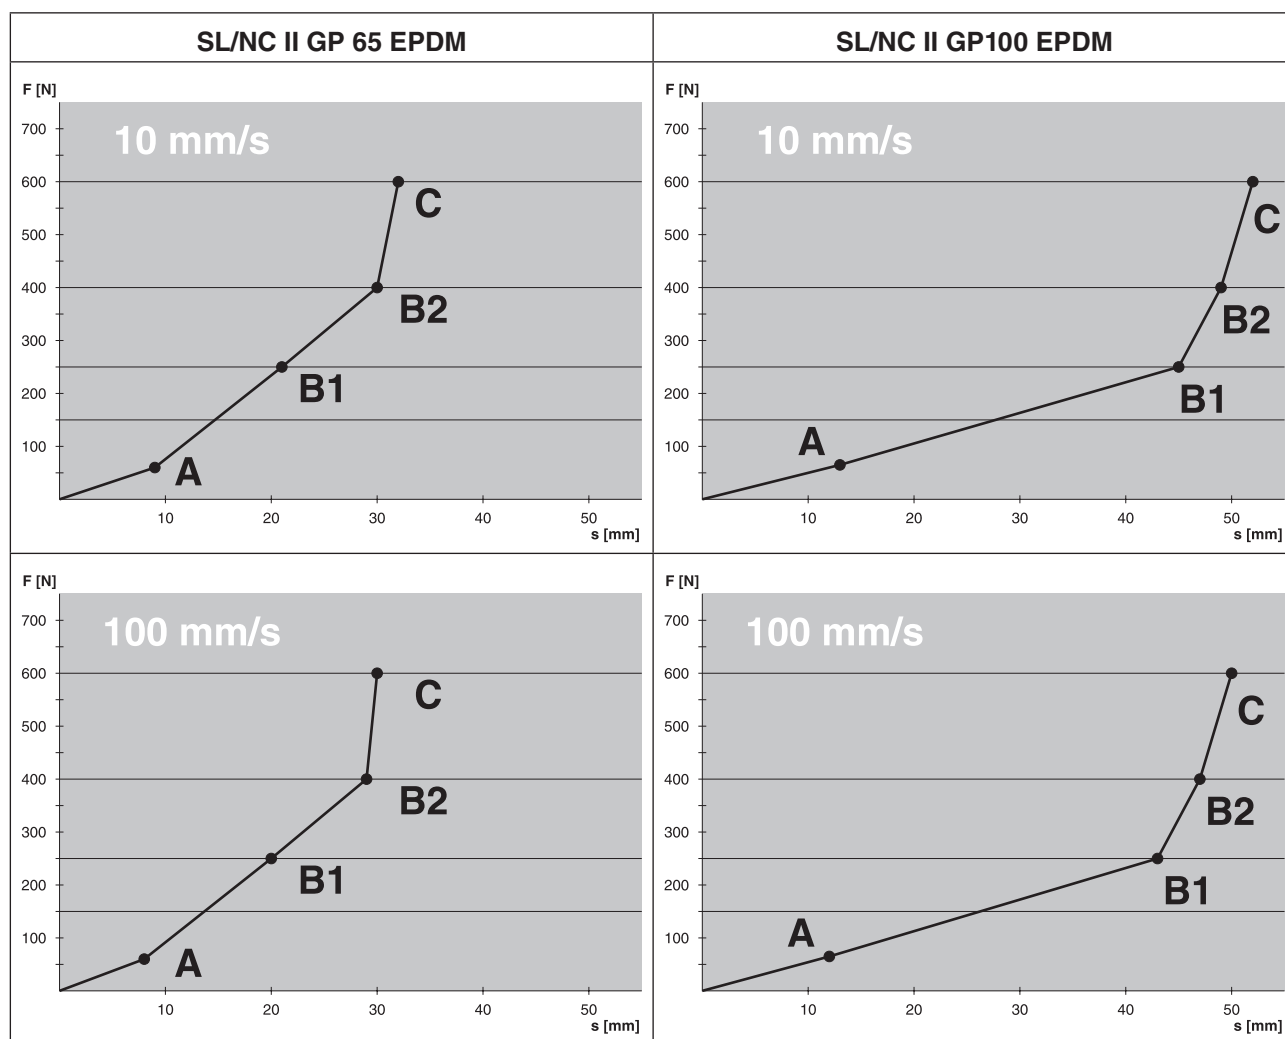 SL/NC II GP 65 EPDM
SL/NC II GP100 EPDM
F [N]
10 mm/s
700
600
500
400
300
200
100
C
B2
B1
A
10 20 30 40 50
s [mm]
F [N]
10 mm/s
700
600
500
400
300
200
100
C
B2
B1
A
10 20 30 40 50
s [mm]
F [N]
100 mm/s
700
600
500
400
300
200
100
C
B2
B1
A
10 20 30 40 50
s [mm]
F [N]
100 mm/s
700
600
500
400
300
200
100
C
B2
B1
A
10 20 30 40 50
s [mm]